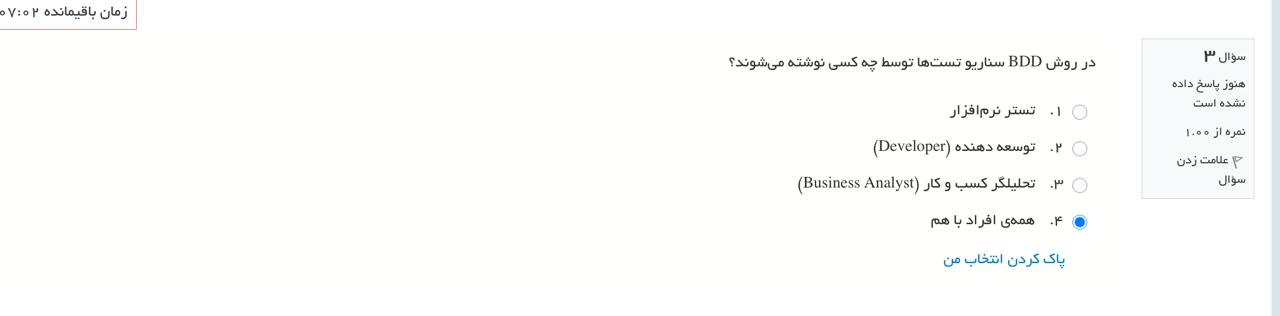 زمان باقیمانده ۰۷:۰۲
سؤال ۳
هنوز پاسخ داده
نشده است
نمره از ۱.۰۰
علامت زدن
سؤال
در روش BDD سناریو تست‌ها توسط چه کسی نوشته می‌شوند؟
۱. تستر نرم‌افزار
۲. توسعه دهنده (Developer)
۳. تحلیلگر کسب و کار (Business Analyst)
۴. همه‌ی افراد با هم
پاک کردن انتخاب من